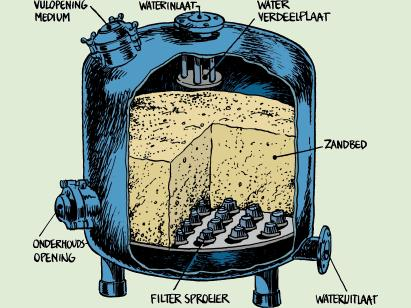 VULOPENING
MEDIUM
WATERINLAAT
WATER
VERDEELPLAAT
ZANDBED
ONDERHOUDS-
OPENING
FILTER SPROEIER
WATERUITLAAT